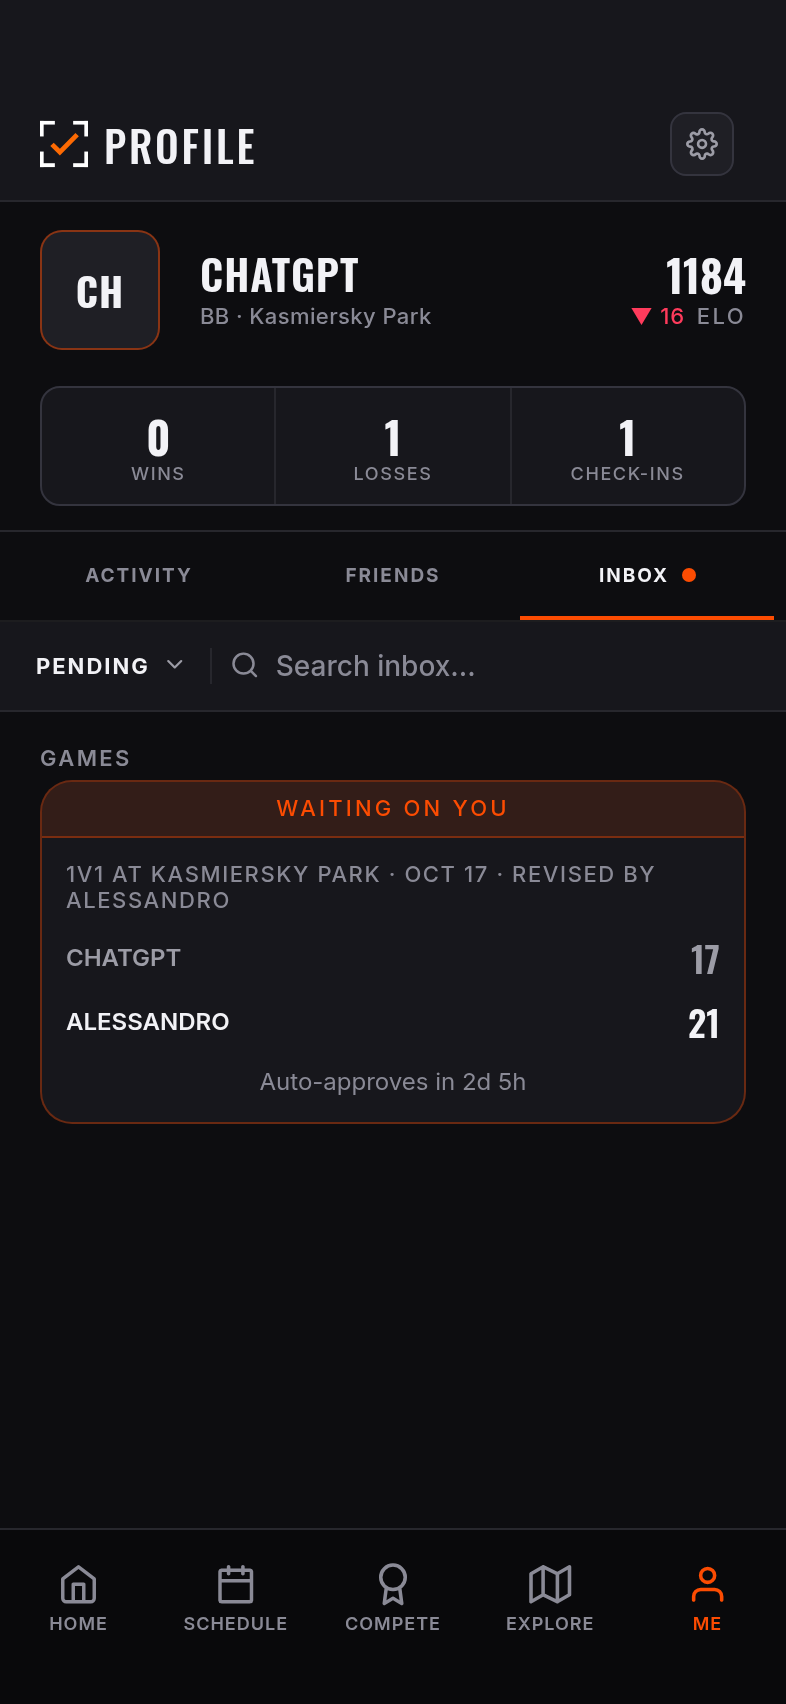 PROFILE
CH
CHATGPT
1184
BB · Kasmiersky Park
▼ 16 ELO
0
1
1
WINS
LOSSES
CHECK-INS
ACTIVITY
FRIENDS
INBOX
PENDING
Search inbox...
GAMES
WAITING ON YOU
1V1 AT KASMIERSKY PARK · OCT 17 · REVISED BY
ALESSANDRO
CHATGPT
17
ALESSANDRO
21
Auto-approves in 2d 5h
HOME
SCHEDULE
COMPETE
EXPLORE
ME